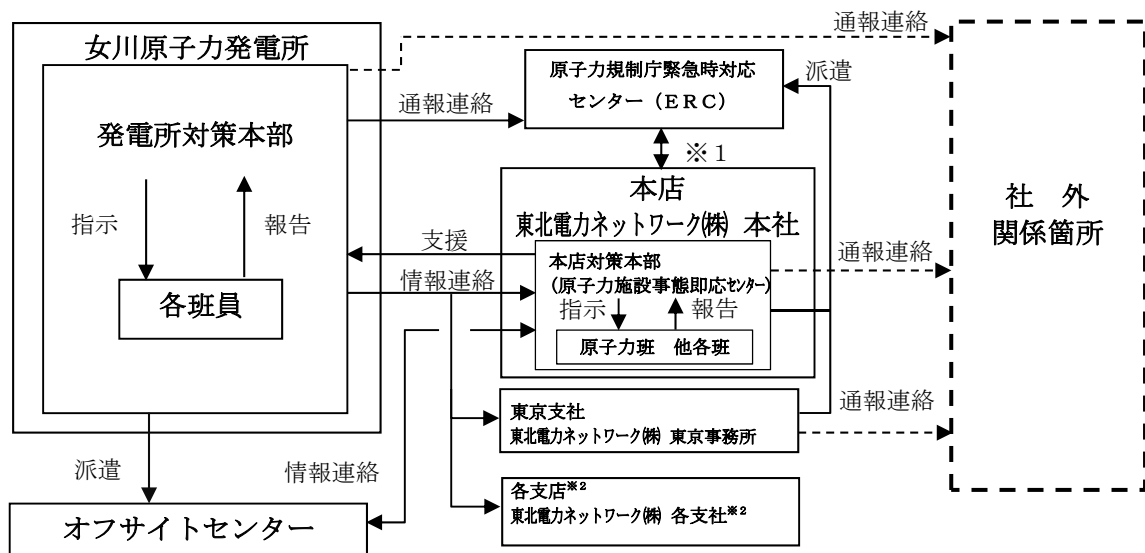 女川原子力発電所
発電所対策本部
指示
報告
各班員
派遣
オフサイトセンター
通報連絡
通報連絡
原子力規制庁緊急時対応
センター（ＥＲＣ）
派遣
※１
本店
東北電力ネットワーク㈱ 本社
支援
情報連絡
本店対策本部
(原子力施設事態即応センター)
指示
報告
原子力班　他各班
通報連絡
東京支社
東北電力ネットワーク㈱ 東京事務所
通報連絡
情報連絡
各支店※2
東北電力ネットワーク㈱ 各支社※2
社　外
関係箇所